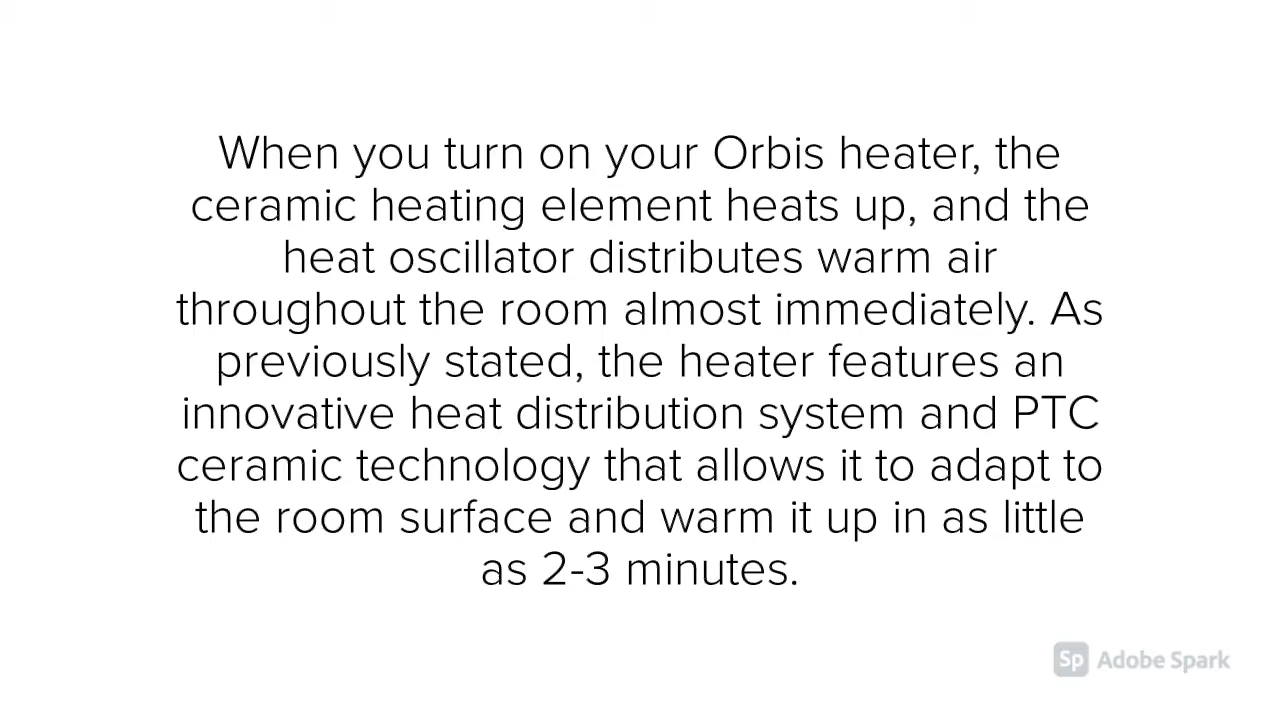 When you turn on your Orbis heater, the
ceramic heating element heats up, and the
heat oscillator distributes warm air
throughout the room almost immediately. As
previously stated, the heater features an
innovative heat distribution system and PTC
ceramic technology that allows it to adapt to
the room surface and warm it up in as little
as 2-3 minutes.
Sp Adobe Spark